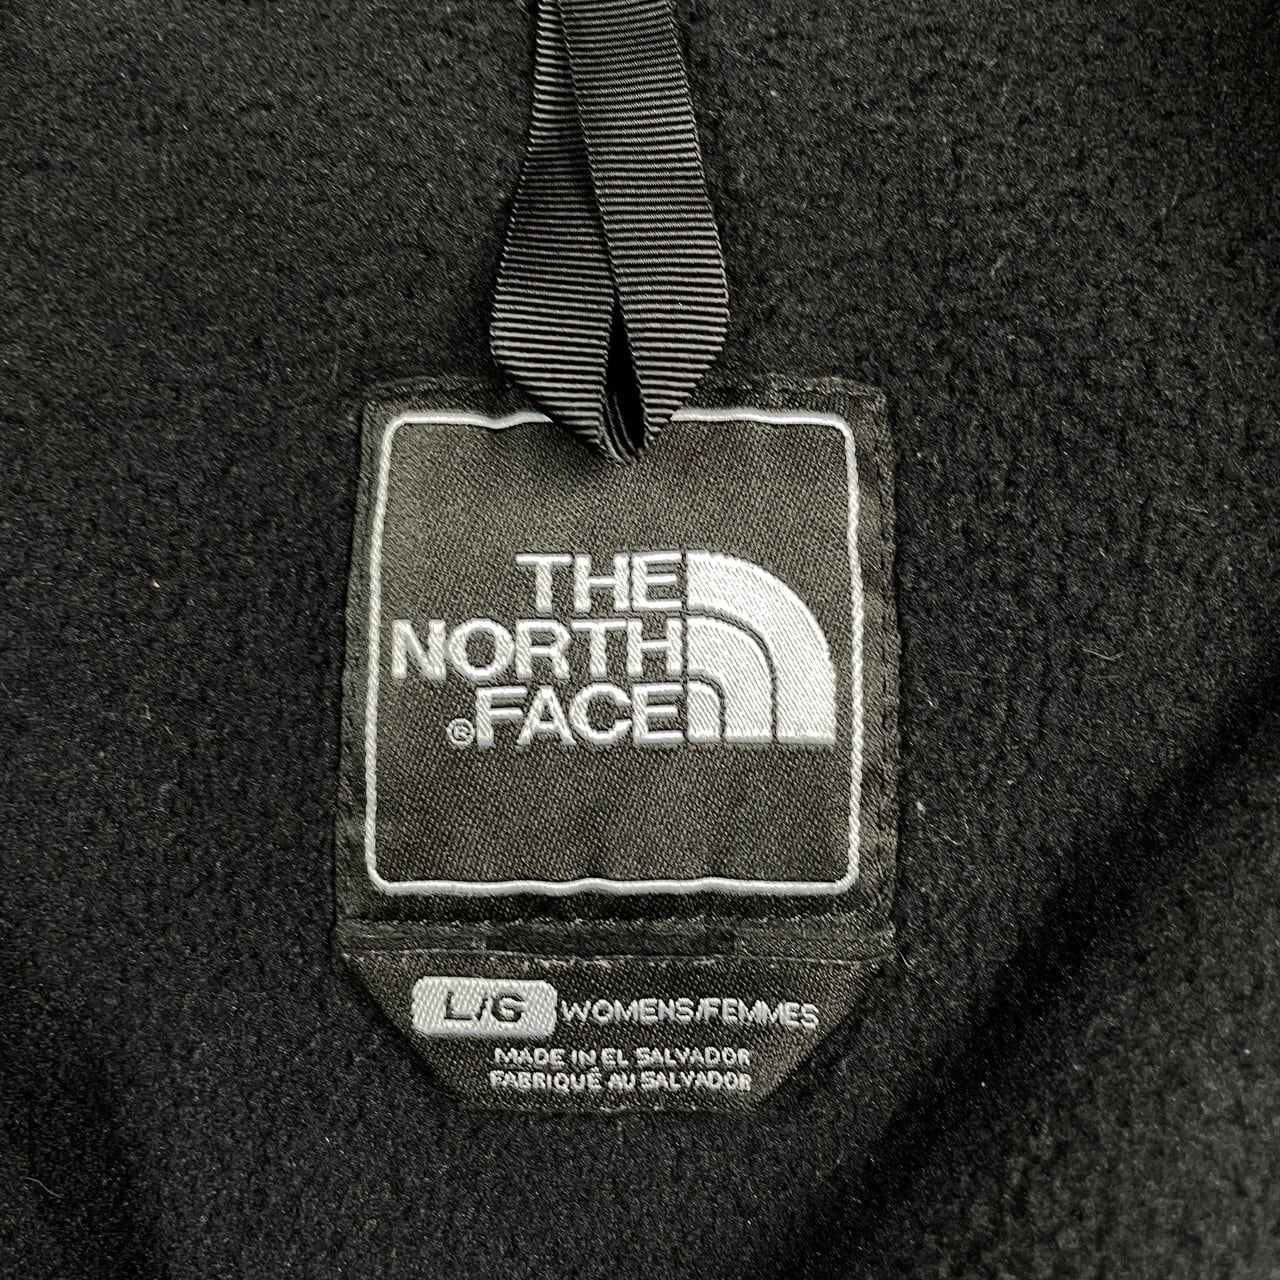 THE
NORTH
®FACE
L/G WOMENS/FEMMES
MADE IN EL SALVADOR
FABRIQUÉ AU SALVADOR